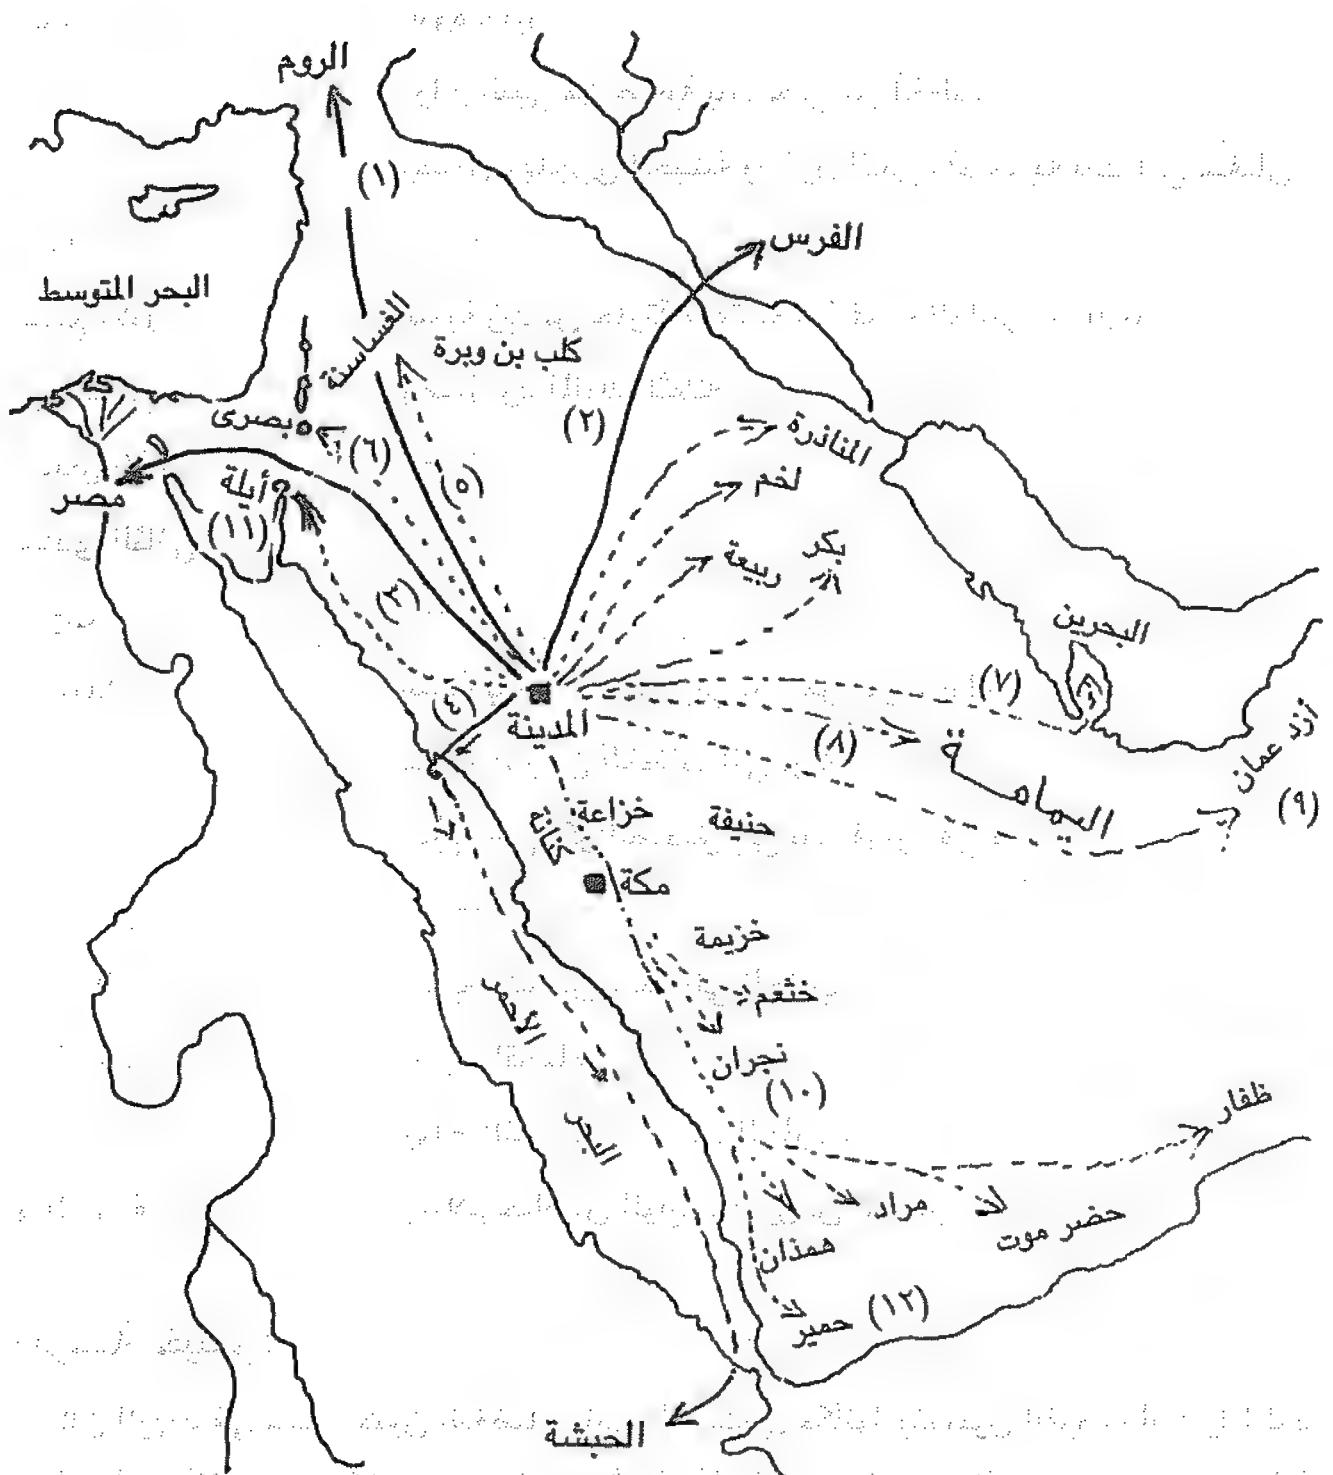 الروم
(١)
الفرس
البحر المتوسط
الغساسنة
كلب بن وبرة
(٢)
بصرى
(٦)
(٥)
المناذرة
لخم
مصر
أيلة
(١١)
ربيعة
بكر
(٣)
البحرين
(٧)
(٤)
المدينة
(٨)
اليمامة
أزد عمان
(٩)
خزاعة
كنانة
حنيفة
مكة
خزيمة
خثعم
البحر الأحمر
نجران
(١٠)
ظفار
مراد
حضر موت
همذان
حمير (١٢)
الحبشة